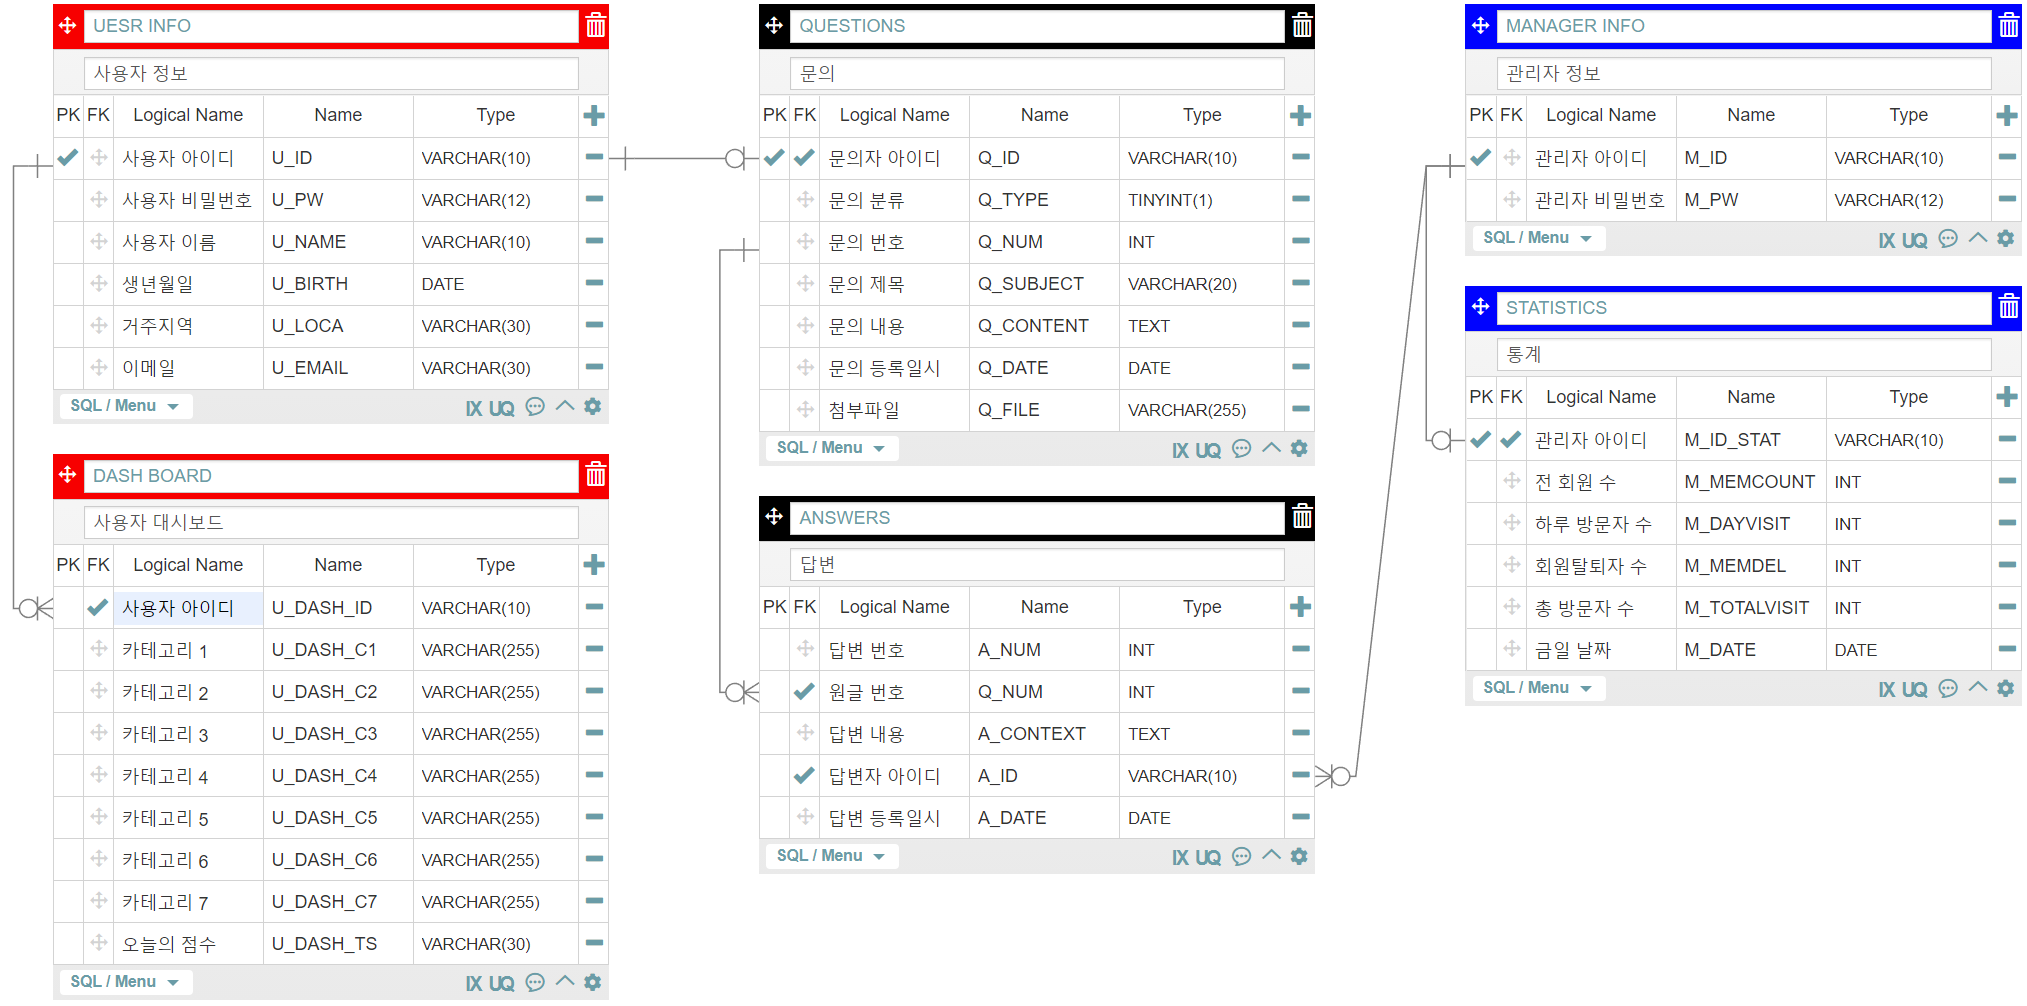 UESR INFO
사용자 정보
PK FK Logical Name Name Type
사용자 아이디 U_ID VARCHAR(10)
사용자 비밀번호 U_PW VARCHAR(12)
사용자 이름 U_NAME VARCHAR(10)
생년월일 U_BIRTH DATE
거주지역 U_LOCA VARCHAR(30)
이메일 U_EMAIL VARCHAR(30)
SQL / Menu IX UQ
DASH BOARD
사용자 대시보드
PK FK Logical Name Name Type
사용자 아이디 U_DASH_ID VARCHAR(10)
카테고리 1 U_DASH_C1 VARCHAR(255)
카테고리 2 U_DASH_C2 VARCHAR(255)
카테고리 3 U_DASH_C3 VARCHAR(255)
카테고리 4 U_DASH_C4 VARCHAR(255)
카테고리 5 U_DASH_C5 VARCHAR(255)
카테고리 6 U_DASH_C6 VARCHAR(255)
카테고리 7 U_DASH_C7 VARCHAR(255)
오늘의 점수 U_DASH_TS VARCHAR(30)
SQL / Menu IX UQ
QUESTIONS
문의
PK FK Logical Name Name Type
문의자 아이디 Q_ID VARCHAR(10)
문의 분류 Q_TYPE TINYINT(1)
문의 번호 Q_NUM INT
문의 제목 Q_SUBJECT VARCHAR(20)
문의 내용 Q_CONTENT TEXT
문의 등록일시 Q_DATE DATE
첨부파일 Q_FILE VARCHAR(255)
SQL / Menu IX UQ
ANSWERS
답변
PK FK Logical Name Name Type
답변 번호 A_NUM INT
원글 번호 Q_NUM INT
답변 내용 A_CONTEXT TEXT
답변자 아이디 A_ID VARCHAR(10)
답변 등록일시 A_DATE DATE
SQL / Menu IX UQ
MANAGER INFO
관리자 정보
PK FK Logical Name Name Type
관리자 아이디 M_ID VARCHAR(10)
관리자 비밀번호 M_PW VARCHAR(12)
SQL / Menu IX UQ
STATISTICS
통계
PK FK Logical Name Name Type
관리자 아이디 M_ID_STAT VARCHAR(10)
전 회원 수 M_MEMCOUNT INT
하루 방문자 수 M_DAYVISIT INT
회원탈퇴자 수 M_MEMDEL INT
총 방문자 수 M_TOTALVISIT INT
금일 날짜 M_DATE DATE
SQL / Menu IX UQ